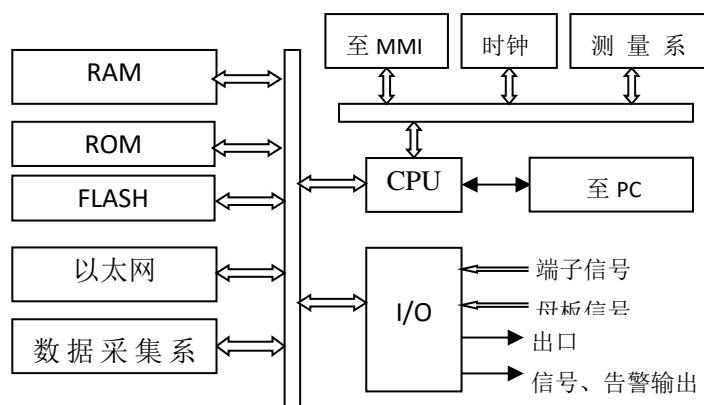 至 MMI
时钟
测 量 系
RAM
ROM
FLASH
以太网
数 据 采 集 系
CPU
至 PC
I/O
端子信号
母板信号
出口
信号、告警输出